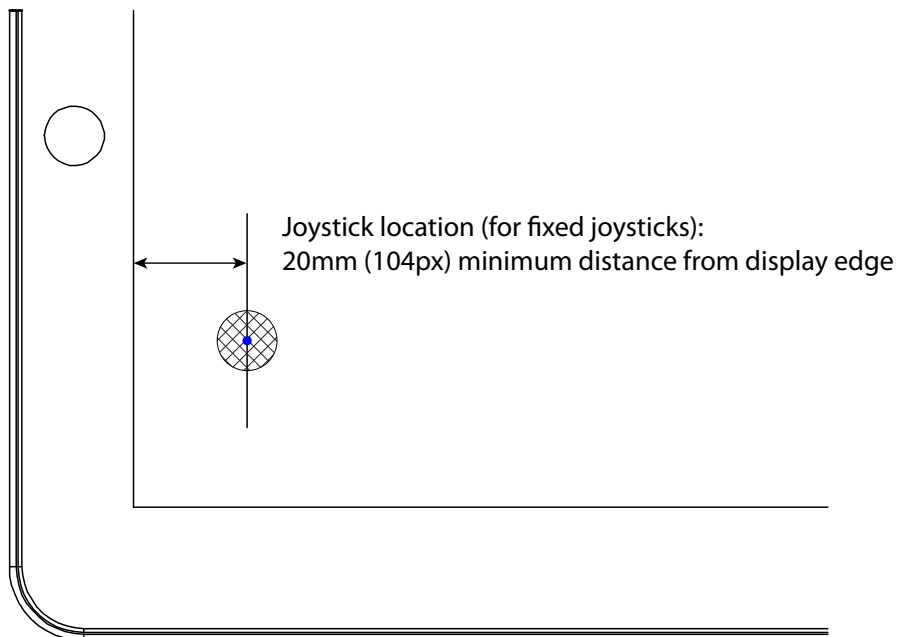 Joystick location (for fixed joysticks):
20mm (104px) minimum distance from display edge